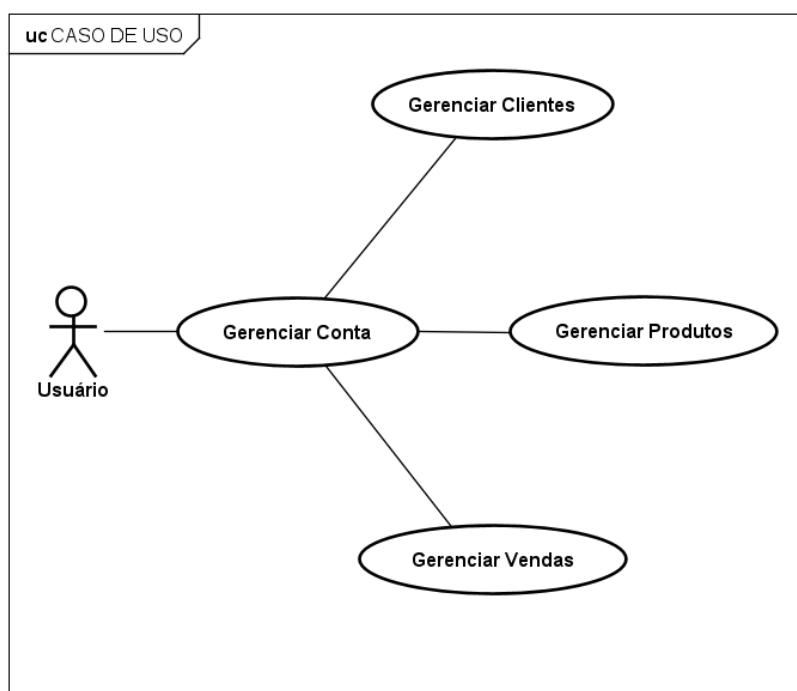 uc CASO DE USO
Gerenciar Clientes
Gerenciar Conta
Gerenciar Produtos
Usuário
Gerenciar Vendas